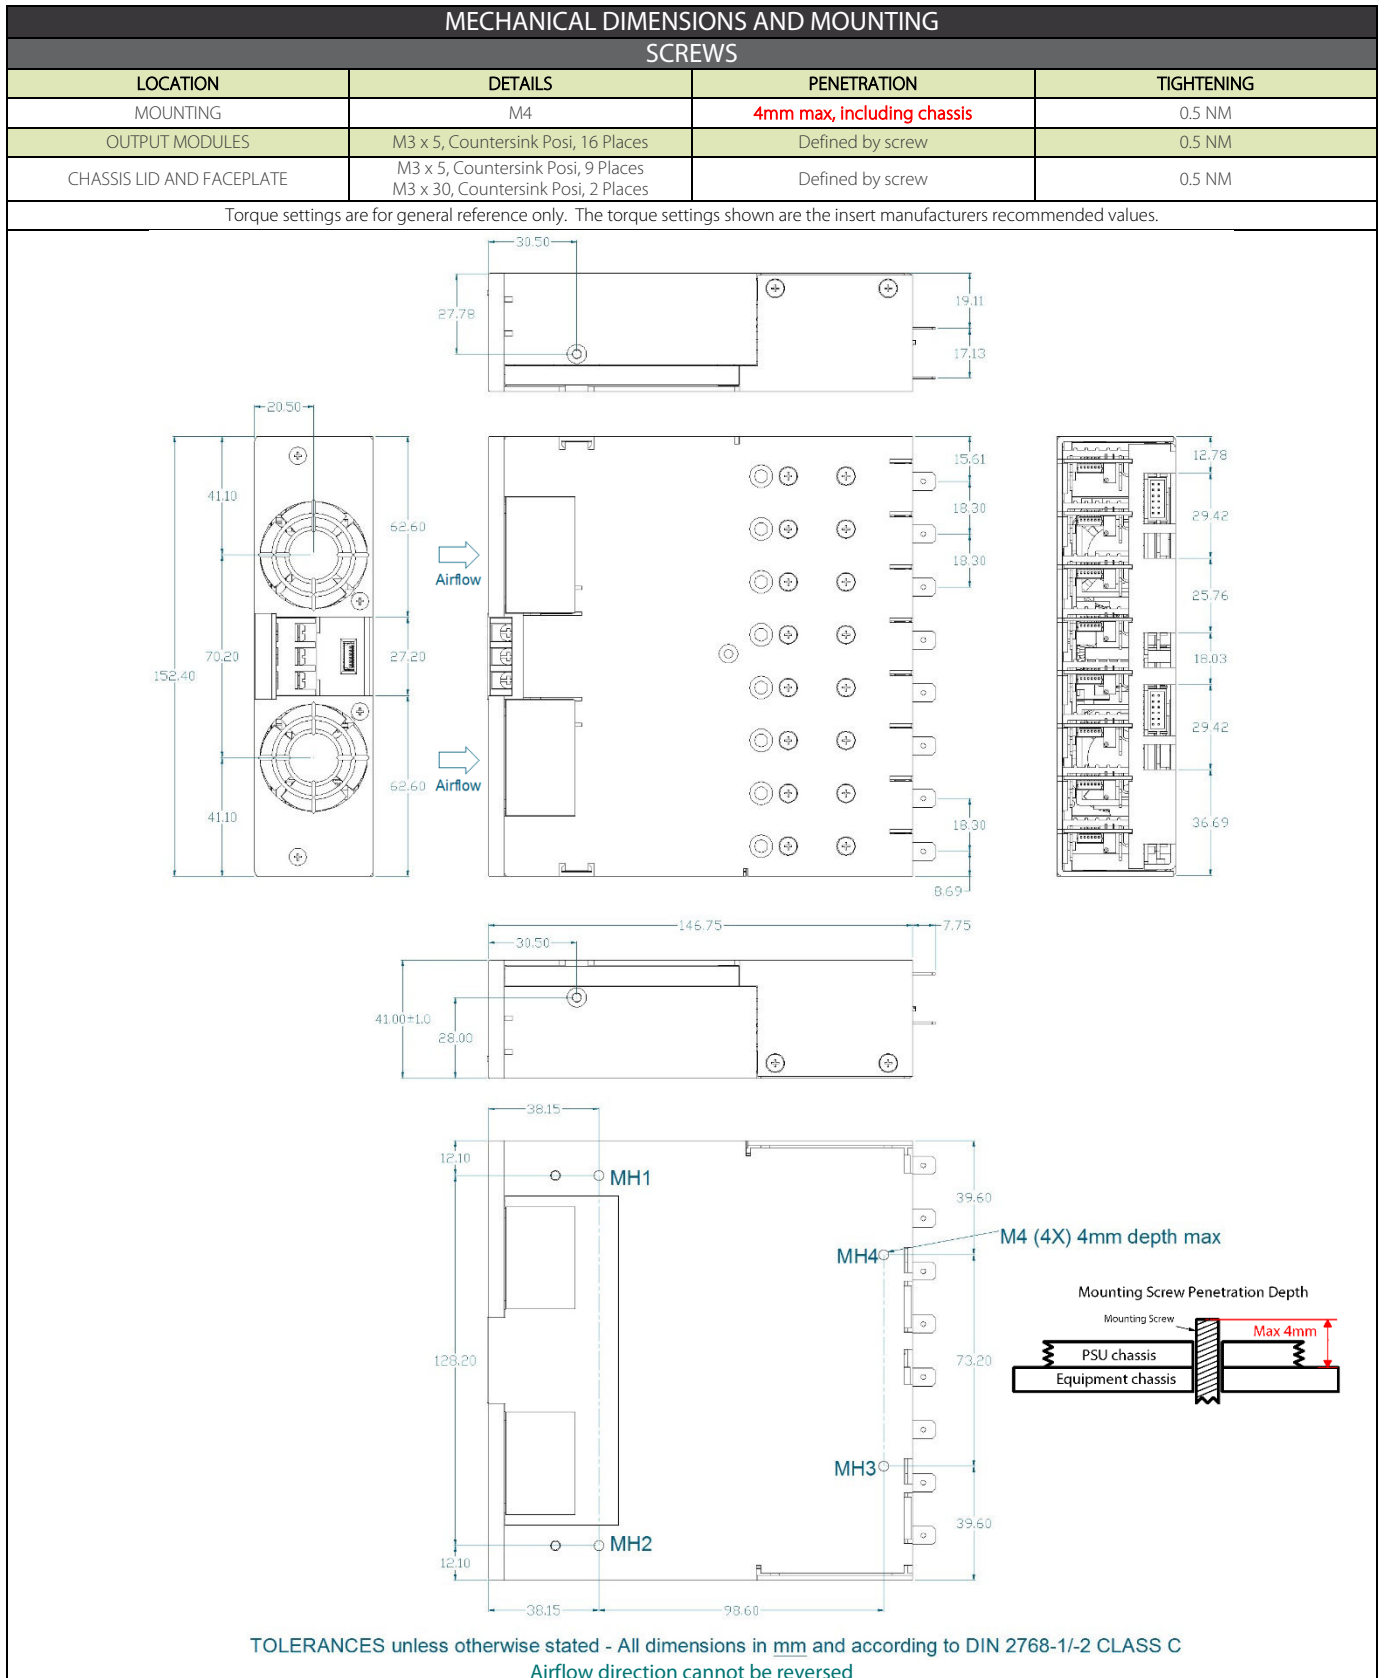 MECHANICAL DIMENSIONS AND MOUNTING
SCREWS
LOCATION DETAILS PENETRATION TIGHTENING
MOUNTING M4 4mm max, including chassis 0.5 NM
OUTPUT MODULES M3 x 5, Countersink Posi, 16 Places Defined by screw 0.5 NM
CHASSIS LID AND FACEPLATE M3 x 5, Countersink Posi, 9 Places Defined by screw 0.5 NM
M3 x 30, Countersink Posi, 2 Places
Torque settings are for general reference only. The torque settings shown are the insert manufacturers recommended values.
30.50
27.78
19.11
17.13
20.50
41.10
62.60
70.20
152.40
27.20
62.60
41.10
Airflow
Airflow
15.61
18.30
18.30
18.30
8.69
12.78
29.42
25.76
18.03
29.42
36.69
146.75
7.75
30.50
41.00±1.0
28.00
38.15
12.10
MH1
39.60
M4 (4X) 4mm depth max
MH4
Mounting Screw Penetration Depth
Mounting Screw
Max 4mm
PSU chassis
Equipment chassis
128.20
73.20
MH3
39.60
MH2
12.10
38.15
98.60
TOLERANCES unless otherwise stated - All dimensions in mm and according to DIN 2768-1/-2 CLASS C
Airflow direction cannot be reversed